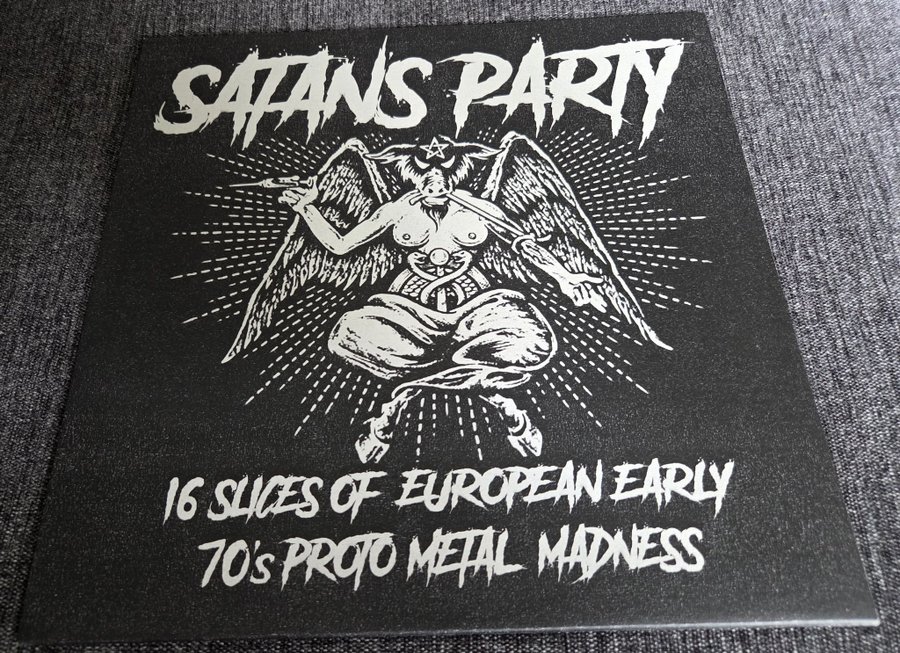 SATANS PARTY
16 SLICES OF EUROPEAN EARLY
70's PROTO METAL MADNESS